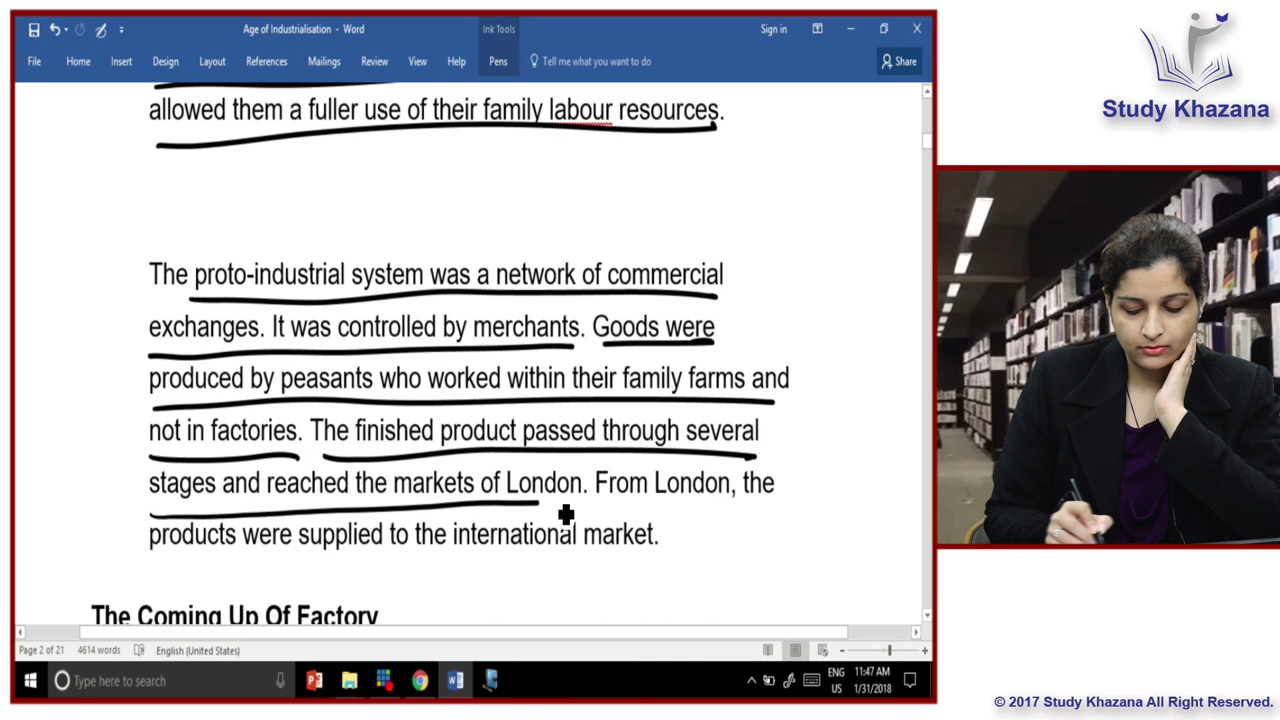 Age of Industrialisation - Word
Ink Tools
Sign in
File
Home
Insert
Design
Layout
References
Mailings
Review
View
Help
Pens
Tell me what you want to do
Share
allowed them a fuller use of their family labour resources.
The proto-industrial system was a network of commercial
exchanges. It was controlled by merchants. Goods were
produced by peasants who worked within their family farms and
not in factories. The finished product passed through several
stages and reached the markets of London. From London, the
products were supplied to the international market.
The Coming Up Of Factory
Page 2 of 21
4614 words
English (United States)
Type here to search
ENG
US
11:47 AM
1/31/2018
Study Khazana
© 2017 Study Khazana All Right Reserved.